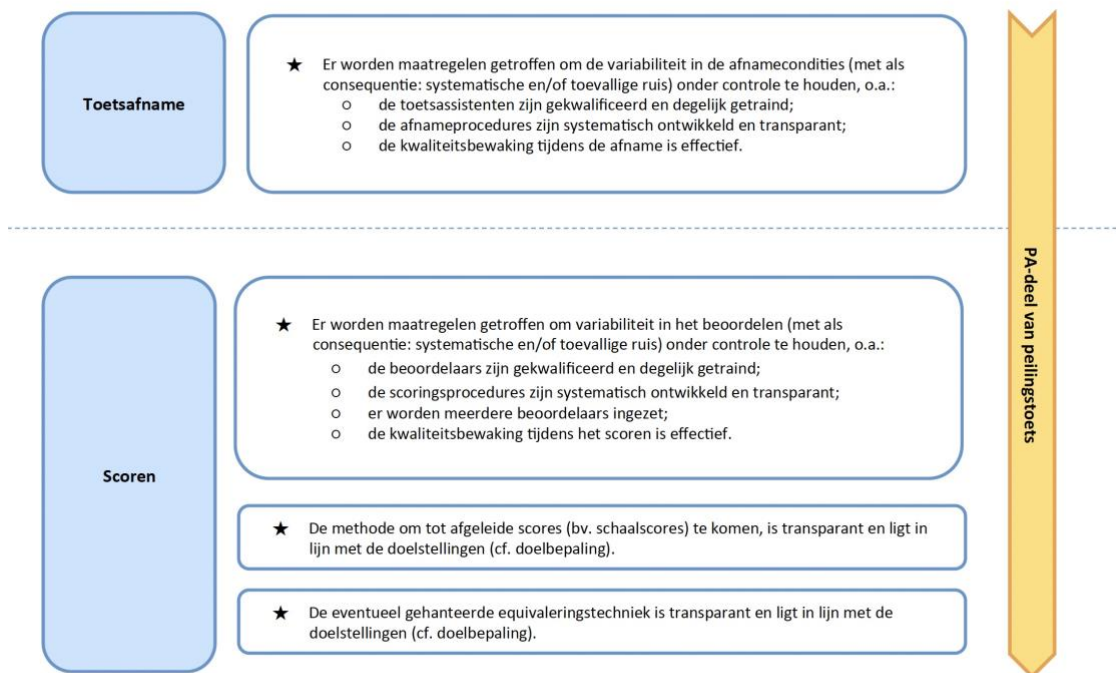 Toetsafname
★ Er worden maatregelen getroffen om de variabiliteit in de afnamecondities (met als
consequentie: systematische en/of toevallige ruis) onder controle te houden, o.a.:
o de toetsassistenten zijn gekwalificeerd en degelijk getraind;
o de afnameprocedures zijn systematisch ontwikkeld en transparant;
o de kwaliteitsbewaking tijdens de afname is effectief.
PA-deel van peilingstoets
Scoren
★ Er worden maatregelen getroffen om variabiliteit in het beoordelen (met als
consequentie: systematische en/of toevallige ruis) onder controle te houden, o.a.:
o de beoordelaars zijn gekwalificeerd en degelijk getraind;
o de scoringsprocedures zijn systematisch ontwikkeld en transparant;
o er worden meerdere beoordelaars ingezet;
o de kwaliteitsbewaking tijdens het scoren is effectief.
★ De methode om tot afgeleide scores (bv. schaalscores) te komen, is transparant en ligt in
lijn met de doelstellingen (cf. doelbepaling).
★ De eventueel gehanteerde equivaleringstechniek is transparant en ligt in lijn met de
doelstellingen (cf. doelbepaling).